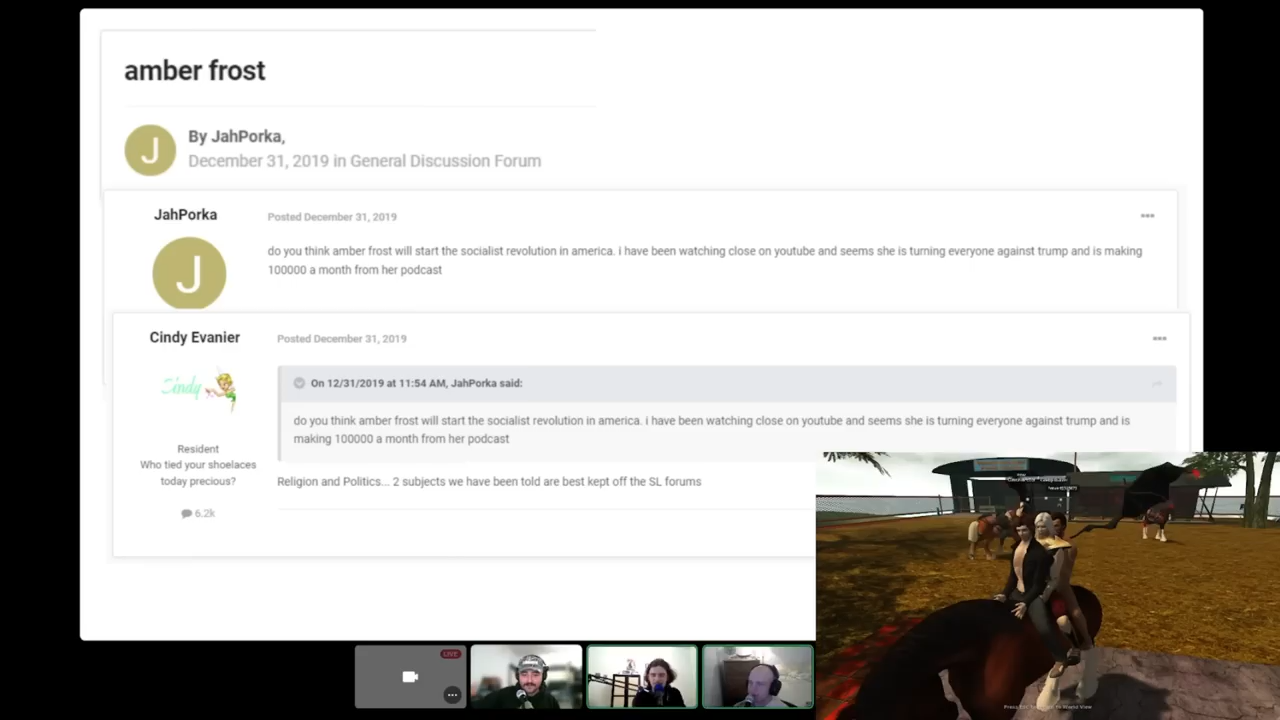 amber frost
J
By JahPorka,
December 31, 2019 in General Discussion Forum
JahPorka
Posted December 31, 2019
J
do you think amber frost will start the socialist revolution in america. i have been watching close on youtube and seems she is turning everyone against trump and is making
100000 a month from her podcast
Cindy Evanier
Posted December 31, 2019
Cindy
On 12/31/2019 at 11:54 AM, JahPorka said:
do you think amber frost will start the socialist revolution in america. i have been watching close on youtube and seems she is turning everyone against trump and is
making 100000 a month from her podcast
Resident
Who tied your shoelaces
today precious?
6.2k
Religion and Politics... 2 subjects we have been told are best kept off the SL forums
LIVE